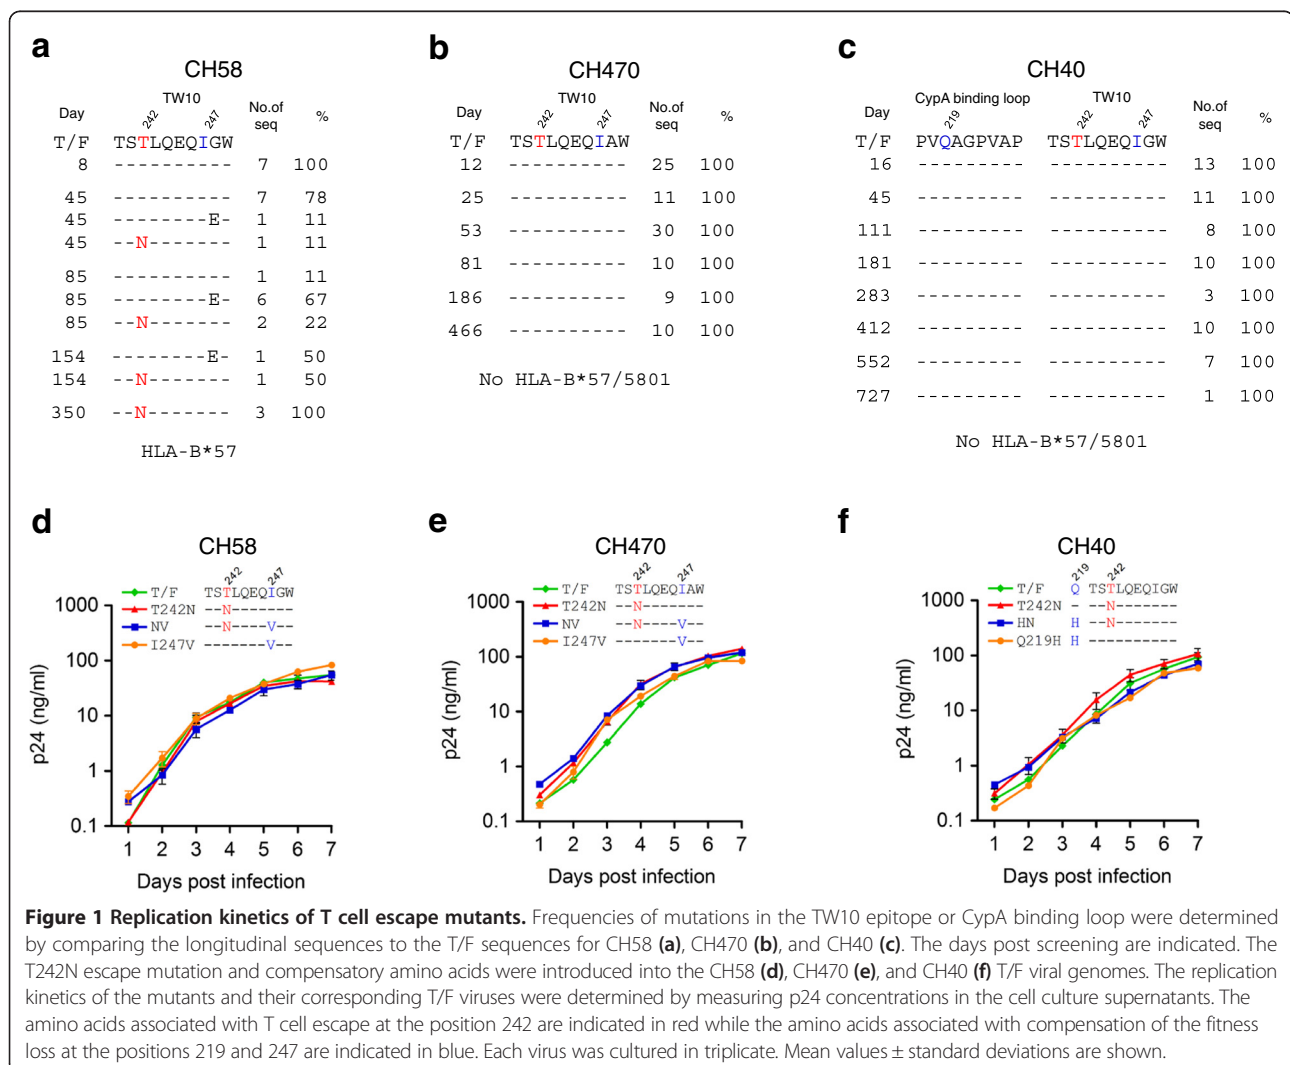 a
CH58
TW10
Day 242 247 No.of seq %
T/F TSTLQEQIGW
8 ---------- 7 100
45 ---------- 7 78
45 --------E- 1 11
45 --N------- 1 11
85 ---------- 1 11
85 --------E- 6 67
85 --N------- 2 22
154 --------E- 1 50
154 --N------- 1 50
350 --N------- 3 100
HLA-B*57
b
CH470
TW10
Day 242 247 No.of seq %
T/F TSTLQEQIAW
12 ---------- 25 100
25 ---------- 11 100
53 ---------- 30 100
81 ---------- 10 100
186 ---------- 9 100
466 ---------- 10 100
No HLA-B*57/5801
c
CH40
CypA binding loop TW10
Day 219 242 247 No.of seq %
T/F PVQAGPVAP TSTLQEQIGW
16 --------- ---------- 13 100
45 --------- ---------- 11 100
111 --------- ---------- 8 100
181 --------- ---------- 10 100
283 --------- ---------- 3 100
412 --------- ---------- 10 100
552 --------- ---------- 7 100
727 --------- ---------- 1 100
No HLA-B*57/5801
d
CH58
242 247
T/F TSTLQEQIGW
T242N --N-------
NV --N----V--
I247V -------V--
1000
100
10
1
0.1
p24 (ng/ml)
1 2 3 4 5 6 7
Days post infection
e
CH470
242 247
T/F TSTLQEQIAW
T242N --N-------
NV --N----V--
I247V -------V--
1000
100
10
1
0.1
p24 (ng/ml)
1 2 3 4 5 6 7
Days post infection
f
CH40
219 242
T/F Q TSTLQEQIGW
T242N - --N-------
HN H --N-------
Q219H H ----------
1000
100
10
1
0.1
p24 (ng/ml)
1 2 3 4 5 6 7
Days post infection
Figure 1 Replication kinetics of T cell escape mutants. Frequencies of mutations in the TW10 epitope or CypA binding loop were determined
by comparing the longitudinal sequences to the T/F sequences for CH58 (a), CH470 (b), and CH40 (c). The days post screening are indicated. The
T242N escape mutation and compensatory amino acids were introduced into the CH58 (d), CH470 (e), and CH40 (f) T/F viral genomes. The replication
kinetics of the mutants and their corresponding T/F viruses were determined by measuring p24 concentrations in the cell culture supernatants. The
amino acids associated with T cell escape at the position 242 are indicated in red while the amino acids associated with compensation of the fitness
loss at the positions 219 and 247 are indicated in blue. Each virus was cultured in triplicate. Mean values ± standard deviations are shown.